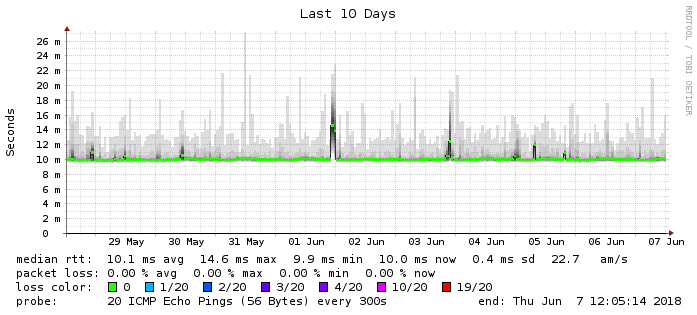 Last 10 Days
RRDTOOL / TOBI OETIKER
Seconds
26 m
24 m
22 m
20 m
18 m
16 m
14 m
12 m
10 m
8 m
6 m
4 m
2 m
0
29 May 30 May 31 May 01 Jun 02 Jun 03 Jun 04 Jun 05 Jun 06 Jun 07 Jun
median rtt: 10.1 ms avg 14.6 ms max 9.9 ms min 10.0 ms now 0.4 ms sd 22.7 am/s
packet loss: 0.00 % avg 0.00 % max 0.00 % min 0.00 % now
loss color: 0 1/20 2/20 3/20 4/20 10/20 19/20
probe: 20 ICMP Echo Pings (56 Bytes) every 300s end: Thu Jun 7 12:05:14 2018